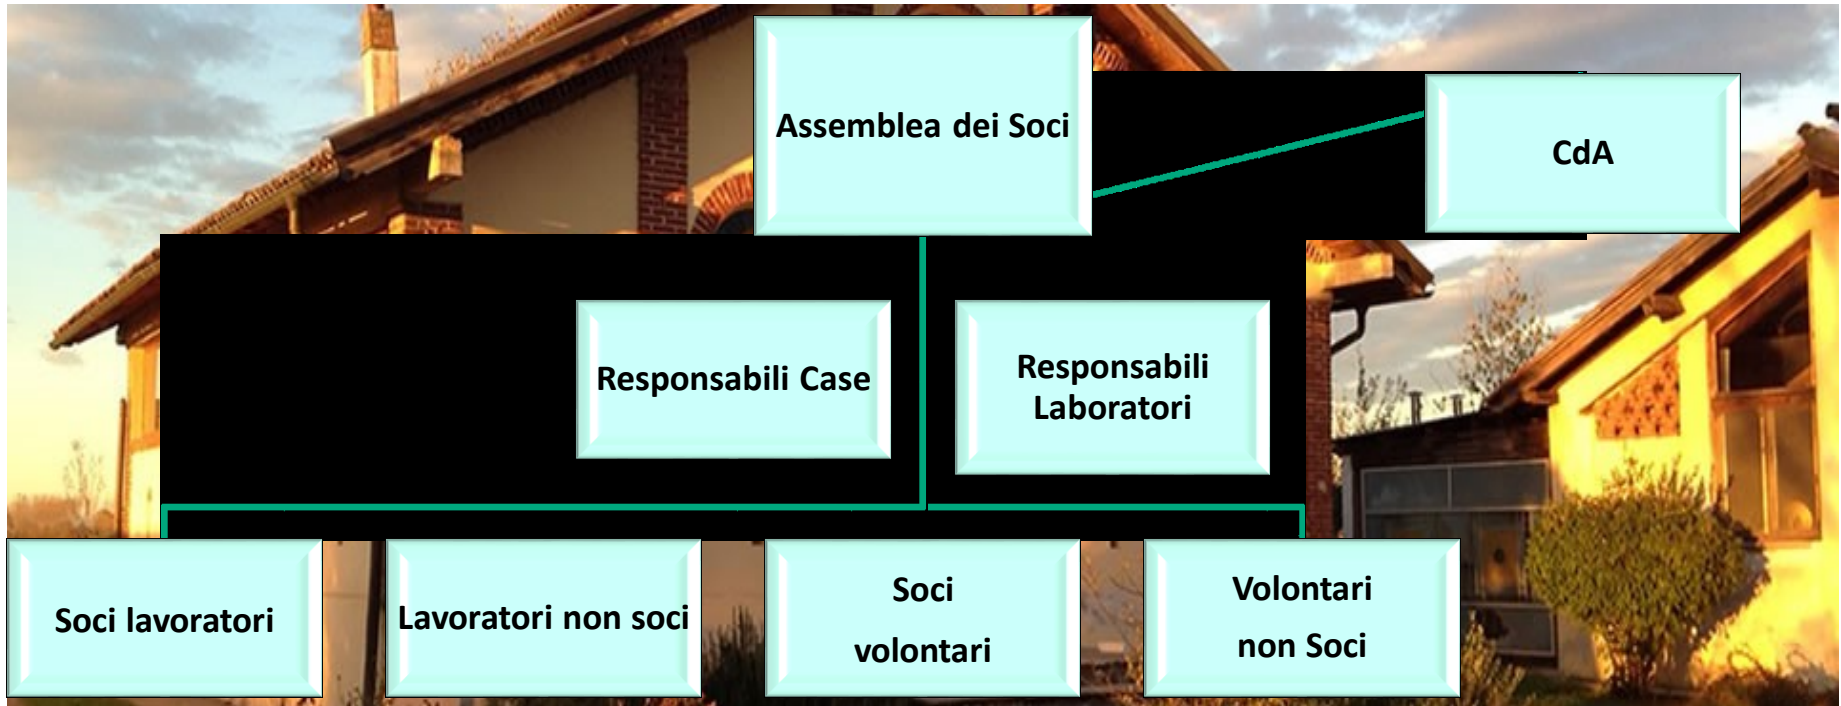 Assemblea dei Soci
CdA
Responsabili Case
Responsabili
Laboratori
Soci lavoratori
Lavoratori non soci
Soci
volontari
Volontari
non Soci